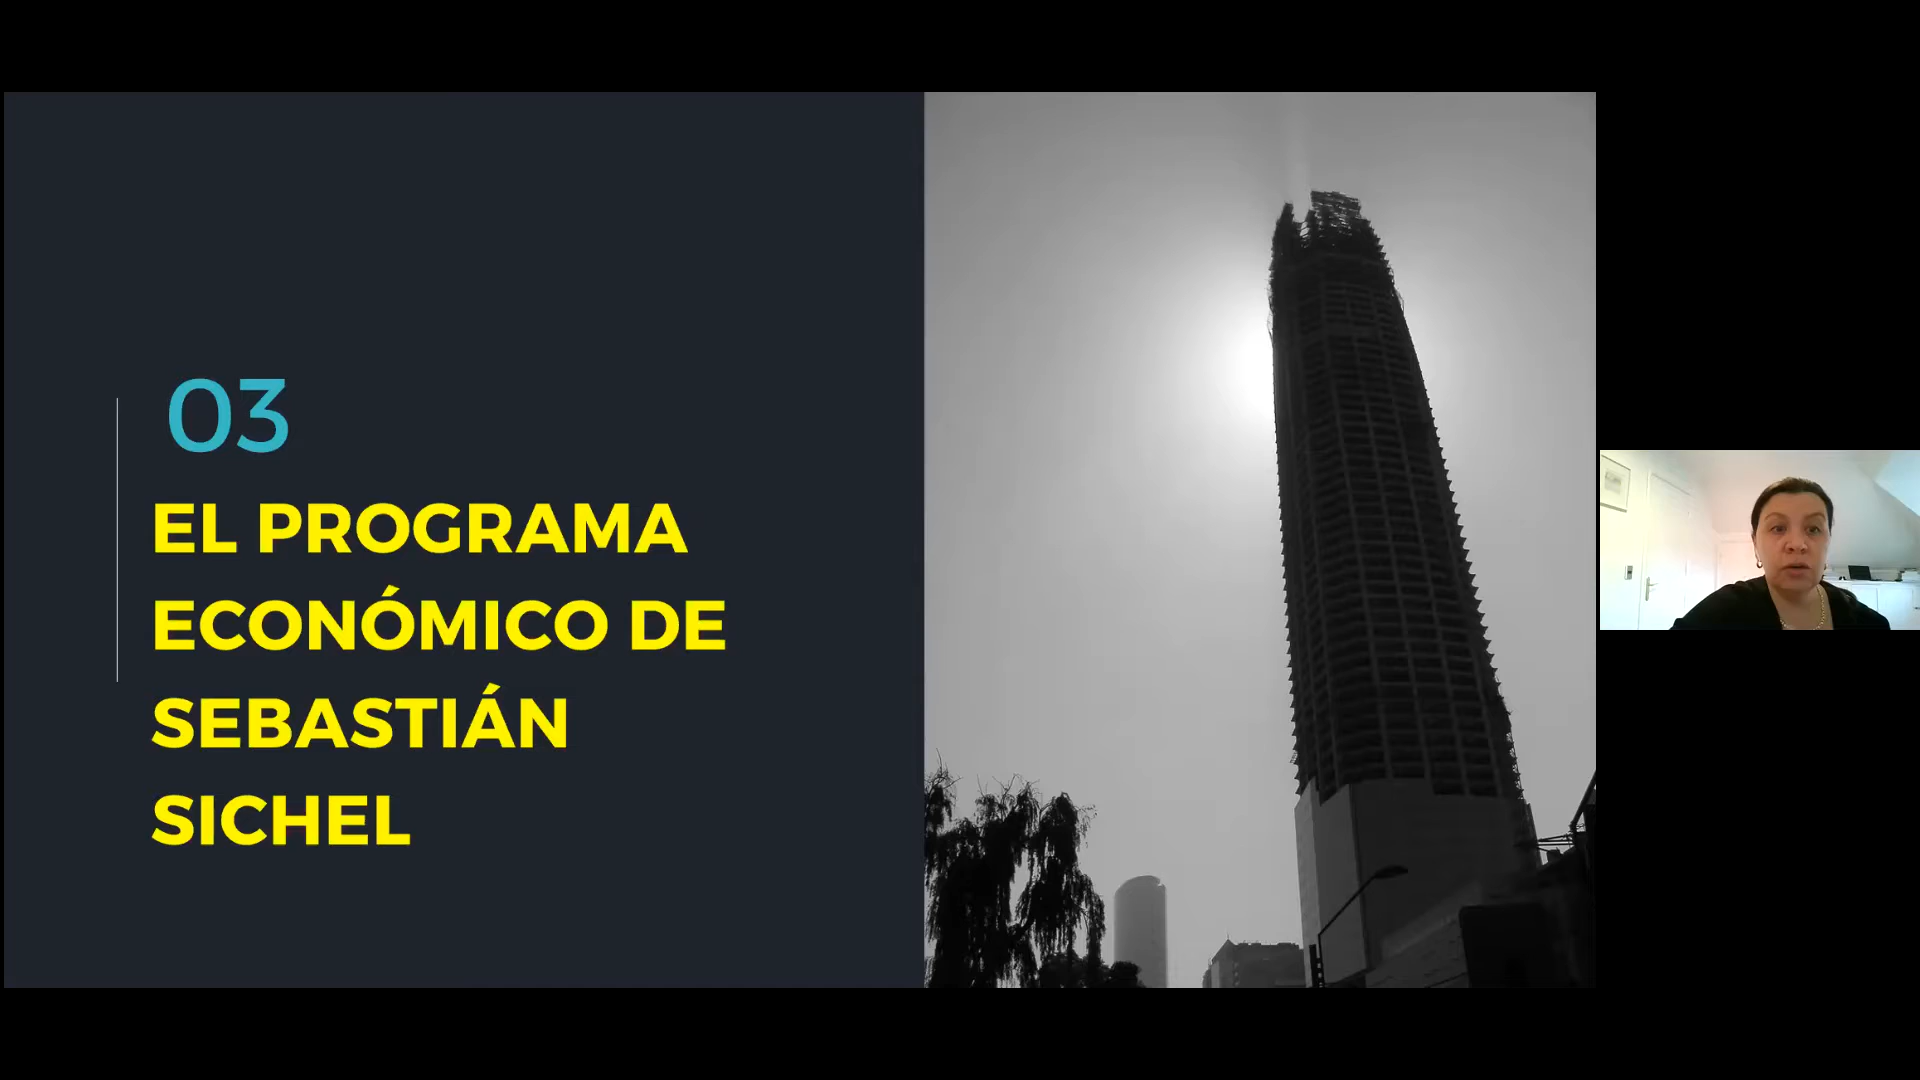 03
EL PROGRAMA
ECONÓMICO DE
SEBASTIÁN
SICHEL